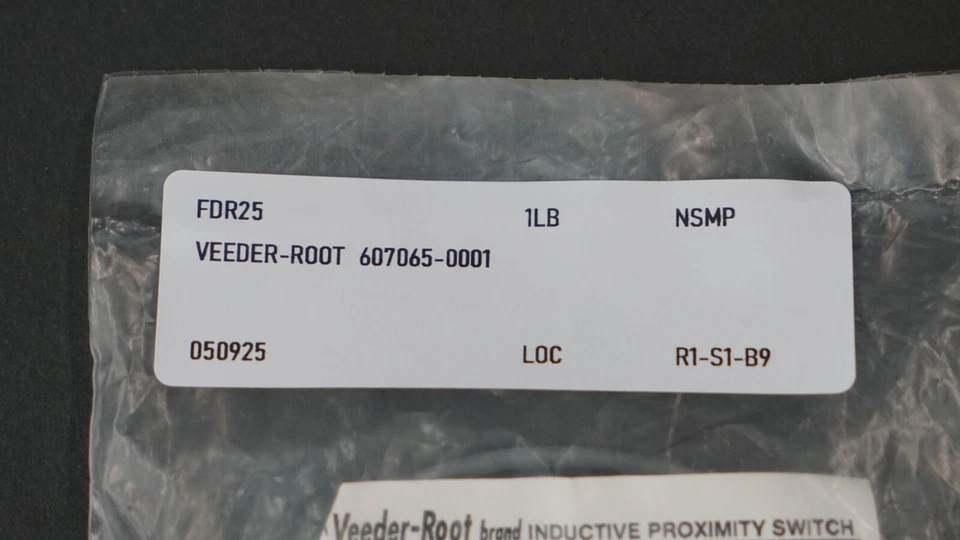 FDR25 1LB NSMP
VEEDER-ROOT 607065-0001
050925 LOC R1-S1-B9
Veeder-Root brand INDUCTIVE PROXIMITY SWITCH